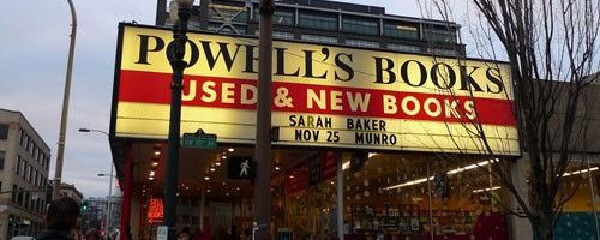 POWELL'S BOOKS
USED & NEW BOOKS
SARAH BAKER
NOV 25 MUNRO